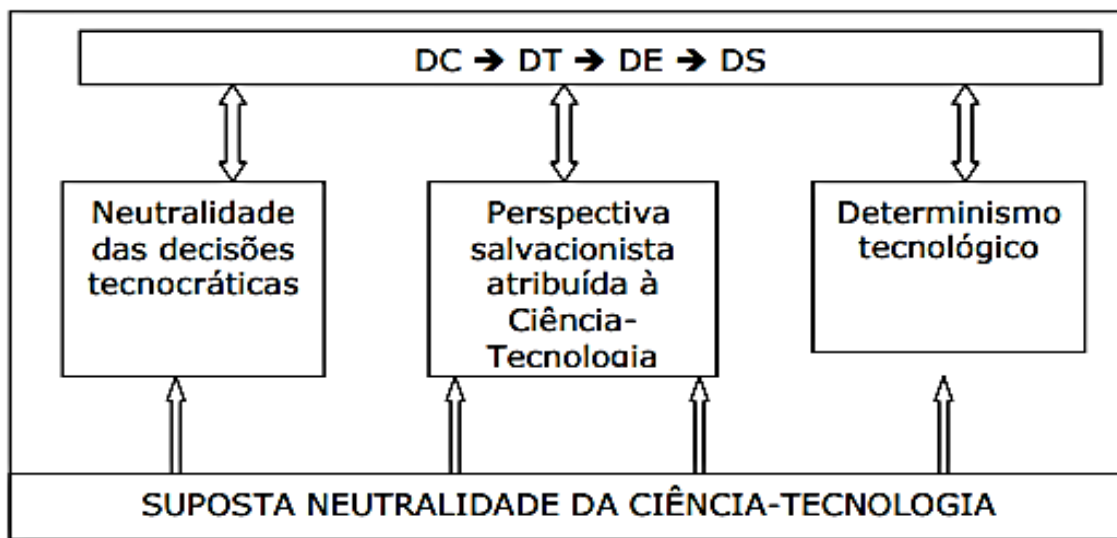 DC ➔ DT ➔ DE ➔ DS
Neutralidade
das decisões
tecnocráticas
Perspectiva
salvacionista
atribuída à
Ciência-
Tecnologia
Determinismo
tecnológico
SUPOSTA NEUTRALIDADE DA CIÊNCIA-TECNOLOGIA